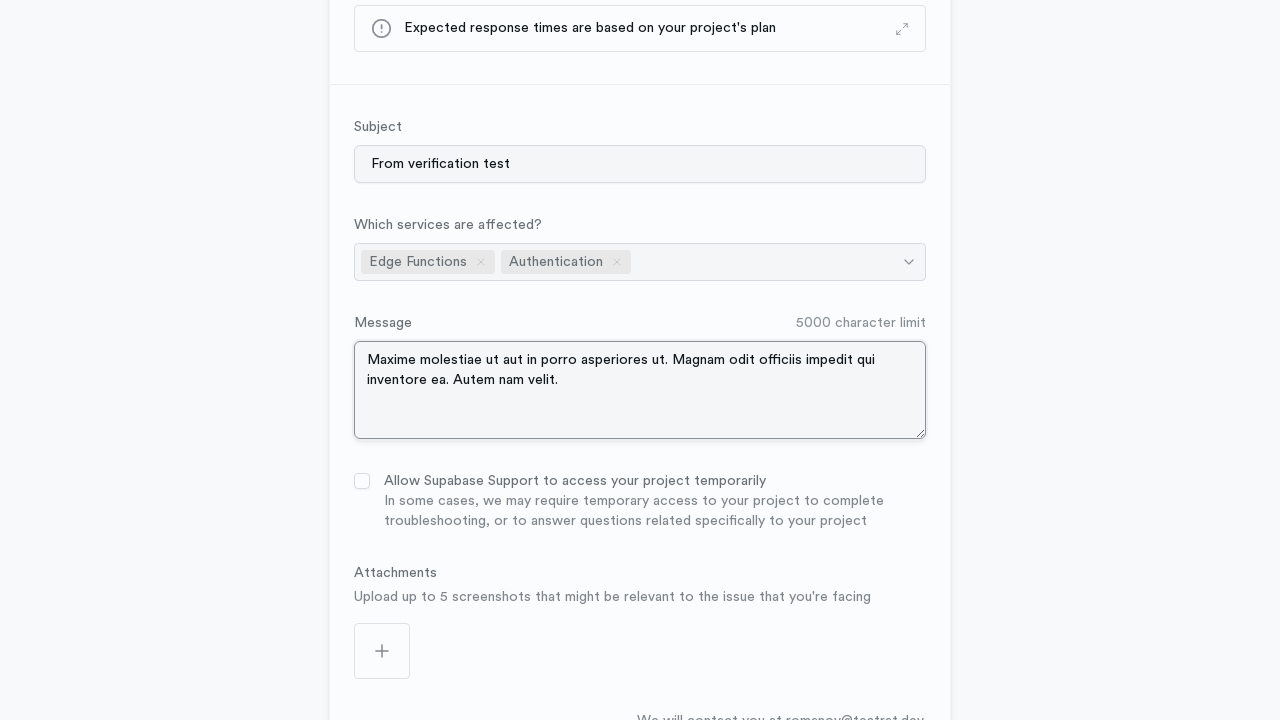 Expected response times are based on your project's plan
Subject
From verification test
Which services are affected?
Edge Functions Authentication
Message 5000 character limit
Maxime molestiae ut aut in porro asperiores ut. Magnam odit officiis impedit qui
inventore ea. Autem nam velit.
Allow Supabase Support to access your project temporarily
In some cases, we may require temporary access to your project to complete
troubleshooting, or to answer questions related specifically to your project
Attachments
Upload up to 5 screenshots that might be relevant to the issue that you're facing
We will contact you at